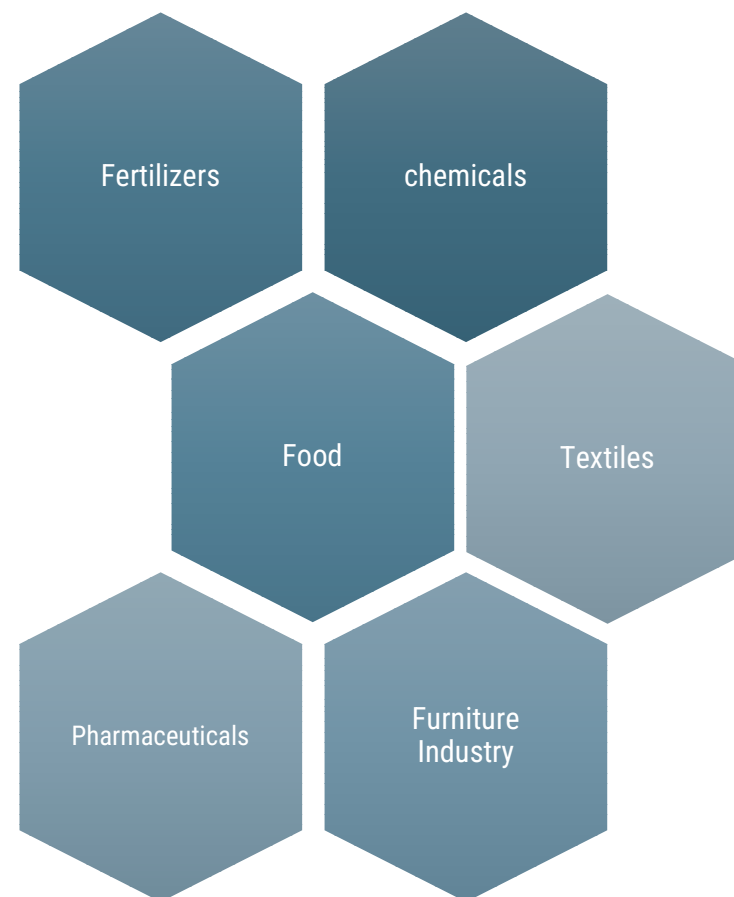 Fertilizers
chemicals
Food
Textiles
Pharmaceuticals
Furniture
Industry